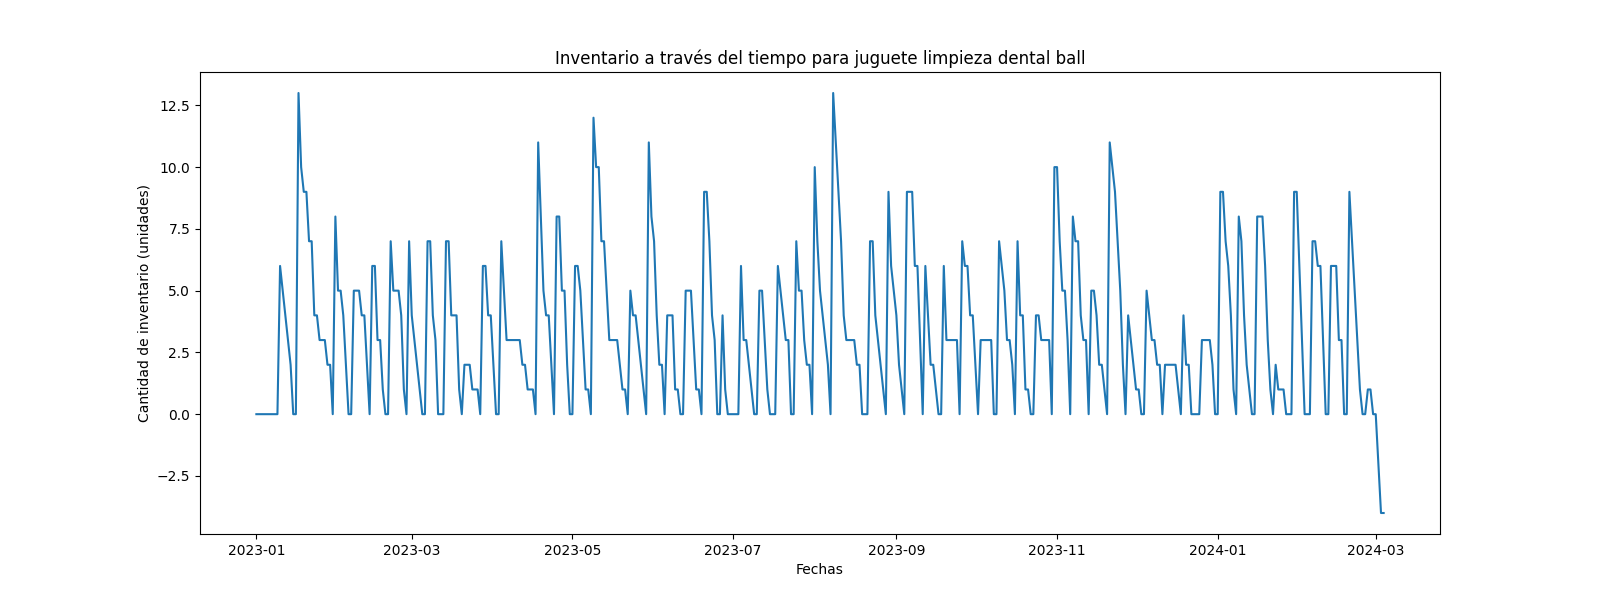 Inventario a través del tiempo para juguete limpieza dental ball
Cantidad de inventario (unidades)
12.5
10.0
7.5
5.0
2.5
0.0
−2.5
2023-01 2023-03 2023-05 2023-07 2023-09 2023-11 2024-01 2024-03
Fechas